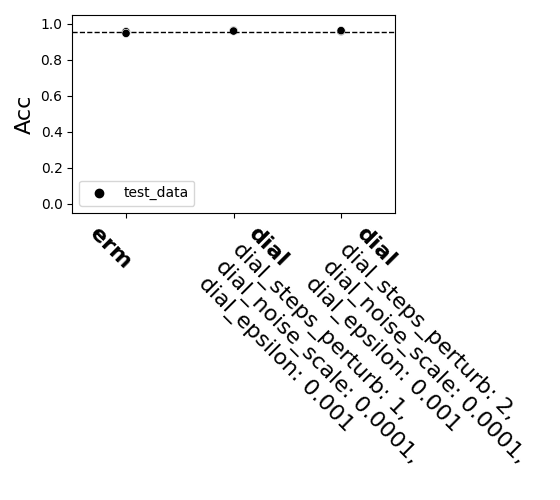 1.0
0.8
0.6
0.4
0.2
0.0
Acc
test_data
erm
dial
dial_steps_perturb: 1,
dial_noise_scale: 0.0001,
dial_epsilon: 0.001
dial
dial_steps_perturb: 2,
dial_noise_scale: 0.0001,
dial_epsilon: 0.001